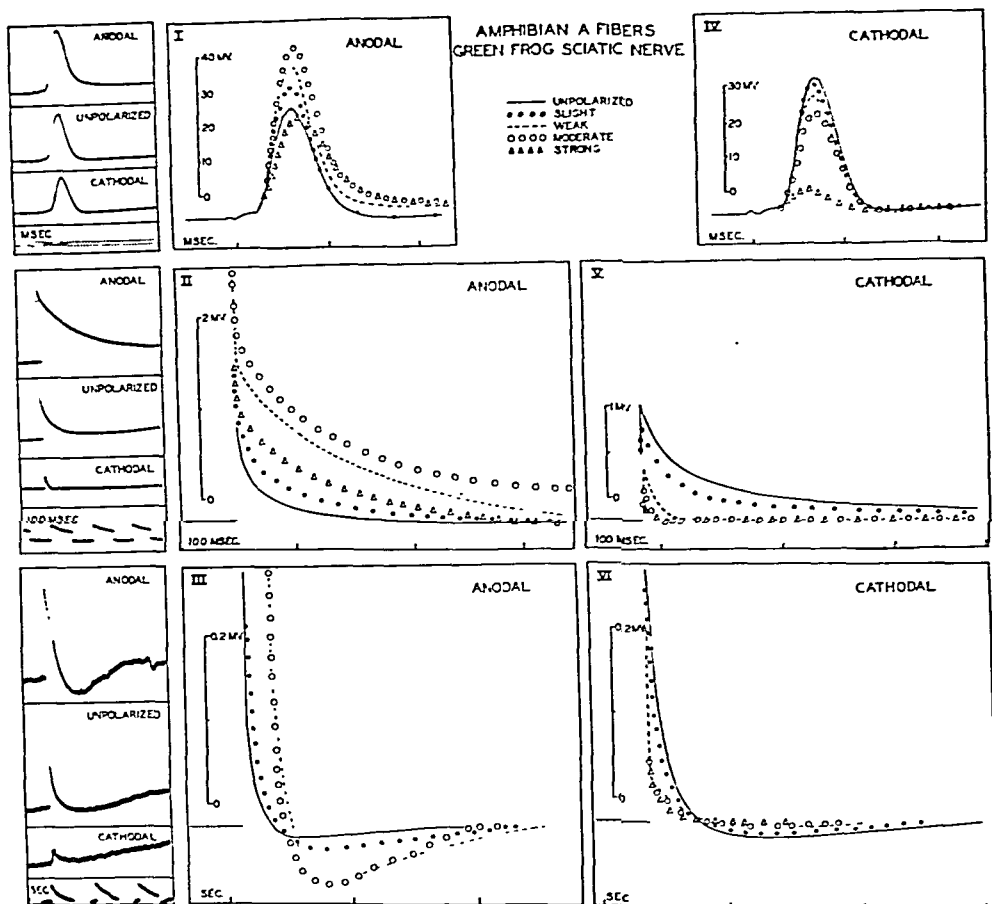 AMPHIBIAN A FIBERS
GREEN FROG SCIATIC NERVE
UNPOLARIZED
SLIGHT
WEAK
MODERATE
STRONG
ANODAL
UNPOLARIZED
CATHODAL
MSEC
I
ANODAL
40 MV.
30
20
10
0
MSEC.
IV
CATHODAL
30 MV.
20
10
0
MSEC.
ANODAL
UNPOLARIZED
CATHODAL
100 MSEC
II
ANODAL
2 MV.
0
100 MSEC.
V
CATHODAL
1 MV.
0
100 MSEC.
ANODAL
UNPOLARIZED
CATHODAL
SEC
III
ANODAL
0.2 MV.
0
SEC.
VI
CATHODAL
0.2 MV.
0
SEC